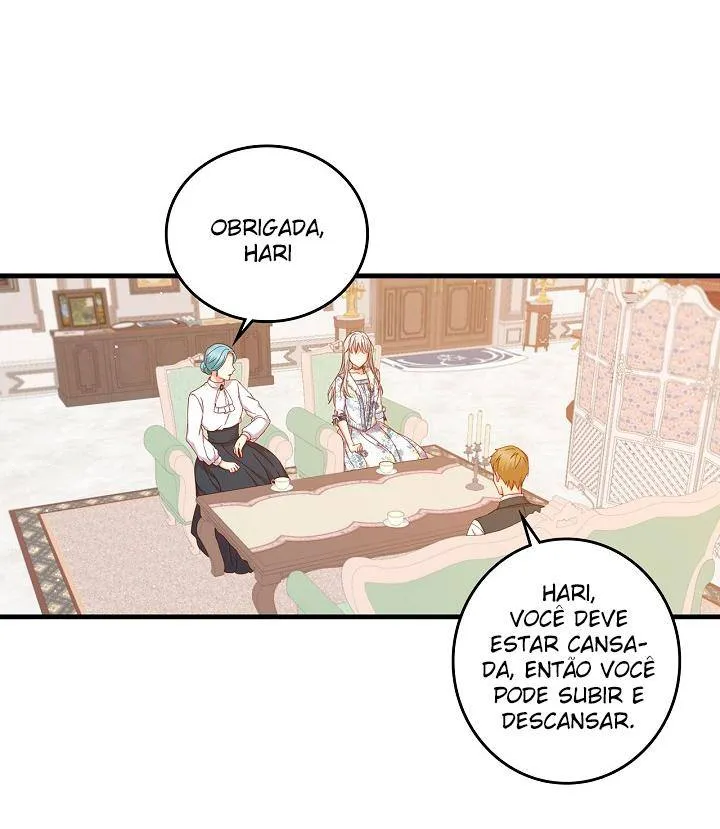 OBRIGADA,
HARI
HARI,
VOCÊ DEVE
ESTAR CANSA-
DA, ENTÃO VOCÊ
PODE SUBIR E
DESCANSAR.